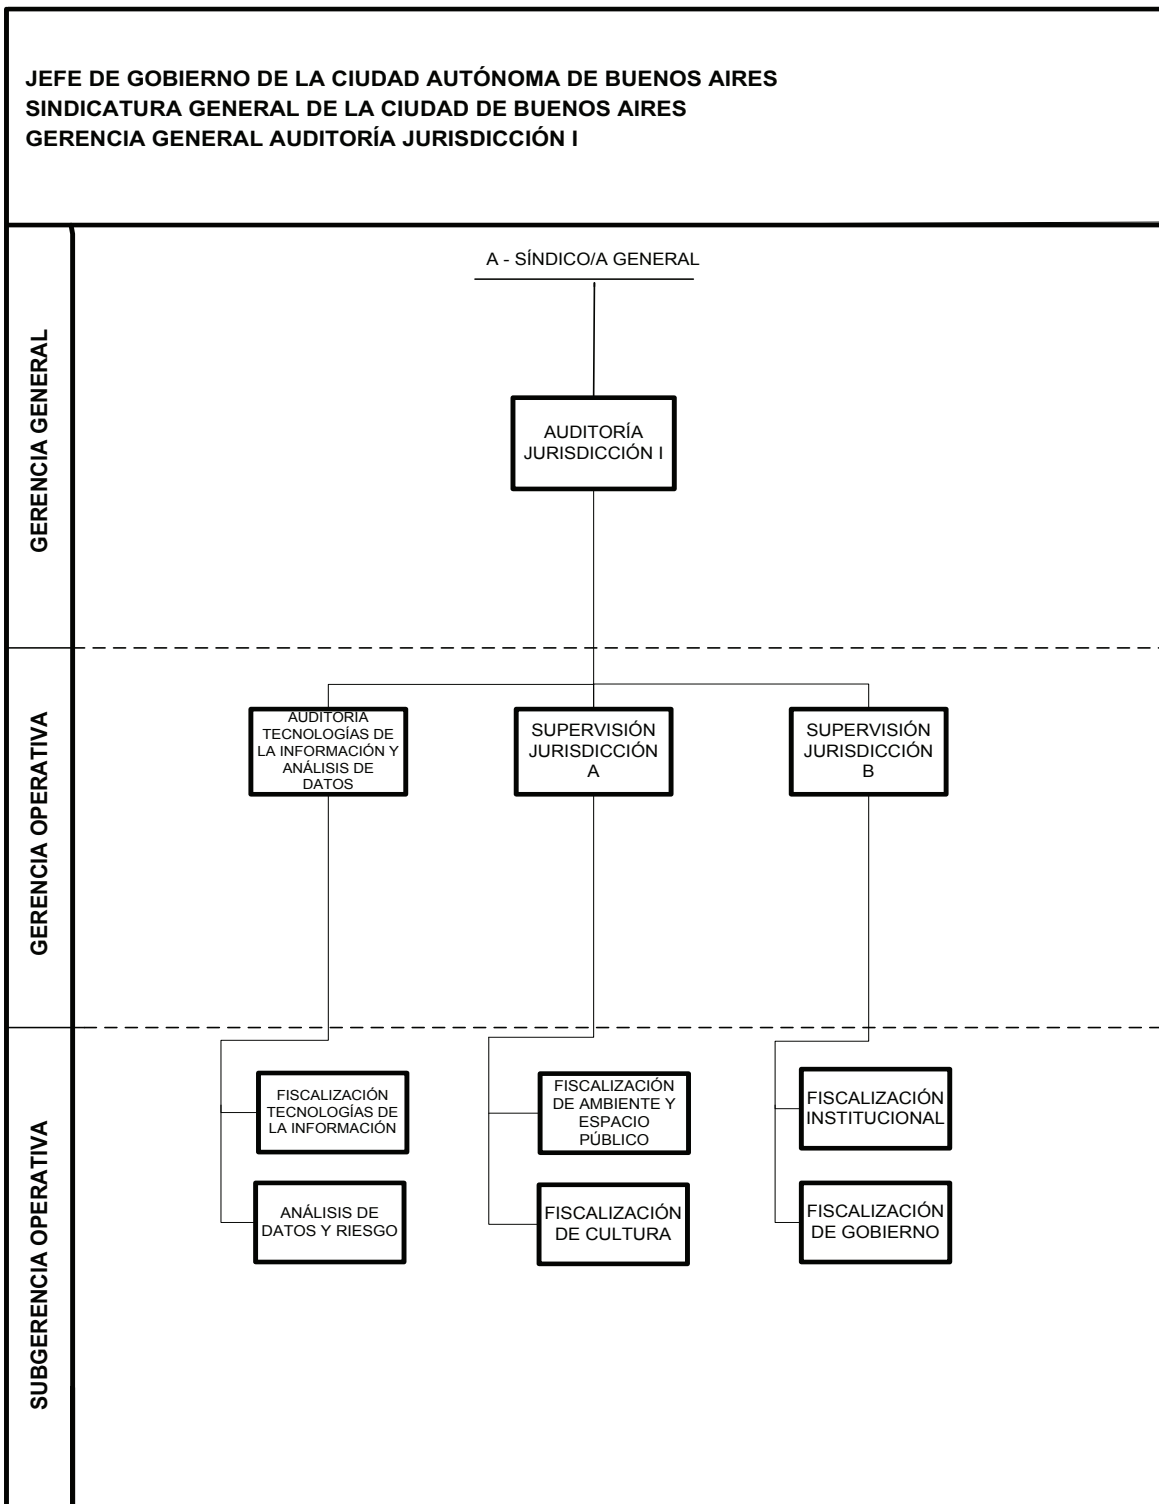 JEFE DE GOBIERNO DE LA CIUDAD AUTÓNOMA DE BUENOS AIRES
SINDICATURA GENERAL DE LA CIUDAD DE BUENOS AIRES
GERENCIA GENERAL AUDITORÍA JURISDICCIÓN I
GERENCIA GENERAL
A - SÍNDICO/A GENERAL
AUDITORÍA
JURISDICCIÓN I
GERENCIA OPERATIVA
AUDITORIA
TECNOLOGÍAS DE
LA INFORMACIÓN Y
ANÁLISIS DE
DATOS
SUPERVISIÓN
JURISDICCIÓN
A
SUPERVISIÓN
JURISDICCIÓN
B
SUBGERENCIA OPERATIVA
FISCALIZACIÓN
TECNOLOGÍAS DE
LA INFORMACIÓN
FISCALIZACIÓN
DE AMBIENTE Y
ESPACIO
PÚBLICO
FISCALIZACIÓN
INSTITUCIONAL
ANÁLISIS DE
DATOS Y RIESGO
FISCALIZACIÓN
DE CULTURA
FISCALIZACIÓN
DE GOBIERNO